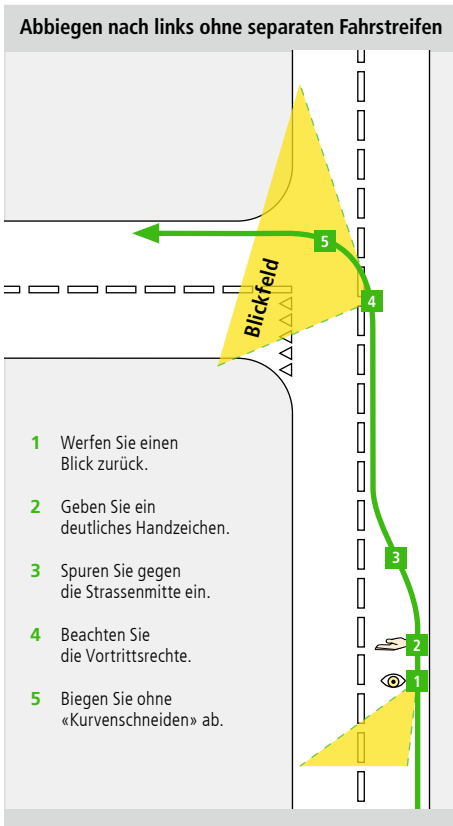 Abbiegen nach links ohne separaten Fahrstreifen
5
4
Blickfeld
1 Werfen Sie einen
Blick zurück.
2 Geben Sie ein
deutliches Handzeichen.
3 Spuren Sie gegen
die Strassenmitte ein.
4 Beachten Sie
die Vortrittsrechte.
5 Biegen Sie ohne
«Kurvenschneiden» ab.
3
2
1